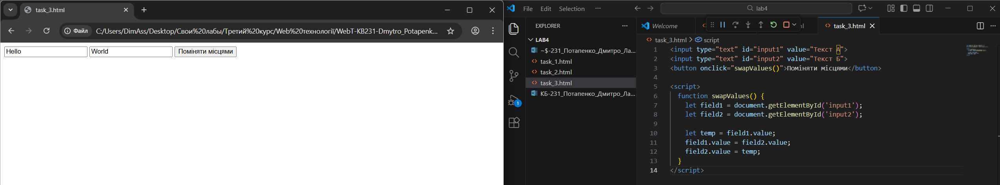 task_3.html
Файл
C:/Users/DimAss/Desktop/Свои%20лабы/Третий%20курс/Web%20технології/WebT-KB231-Dmytro_Potapenk...
Hello World Поміняти місцями
File Edit Selection ··· lab4
EXPLORER ···
LAB4
~$-231_Потапенко_Дмитро_Ла...
task_1.html
task_2.html
task_3.html
КБ-231_Потапенко_Дмитро_Ла...
1
Welcome ml task_3.html ···
task_3.html > script
1 <input type="text" id="input1" value="Текст А">
2 <input type="text" id="input2" value="Текст Б">
3 <button onclick="swapValues()">Поміняти місцями</button>
4
5 <script>
6 function swapValues() {
7 let field1 = document.getElementById('input1');
8 let field2 = document.getElementById('input2');
9
10 let temp = field1.value;
11 field1.value = field2.value;
12 field2.value = temp;
13 }
14 </script>